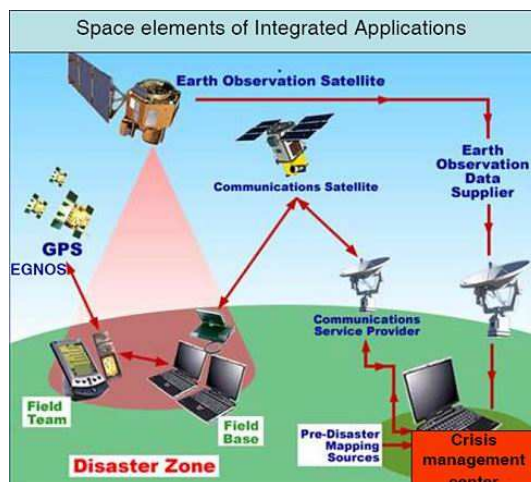 Space elements of Integrated Applications
Earth Observation Satellite
Communications Satellite
Earth
Observation
Data
Supplier
GPS
EGNOS
Communications
Service Provider
Field
Team
Field
Base
Pre-Disaster
Mapping
Sources
Disaster Zone
Crisis
management
center